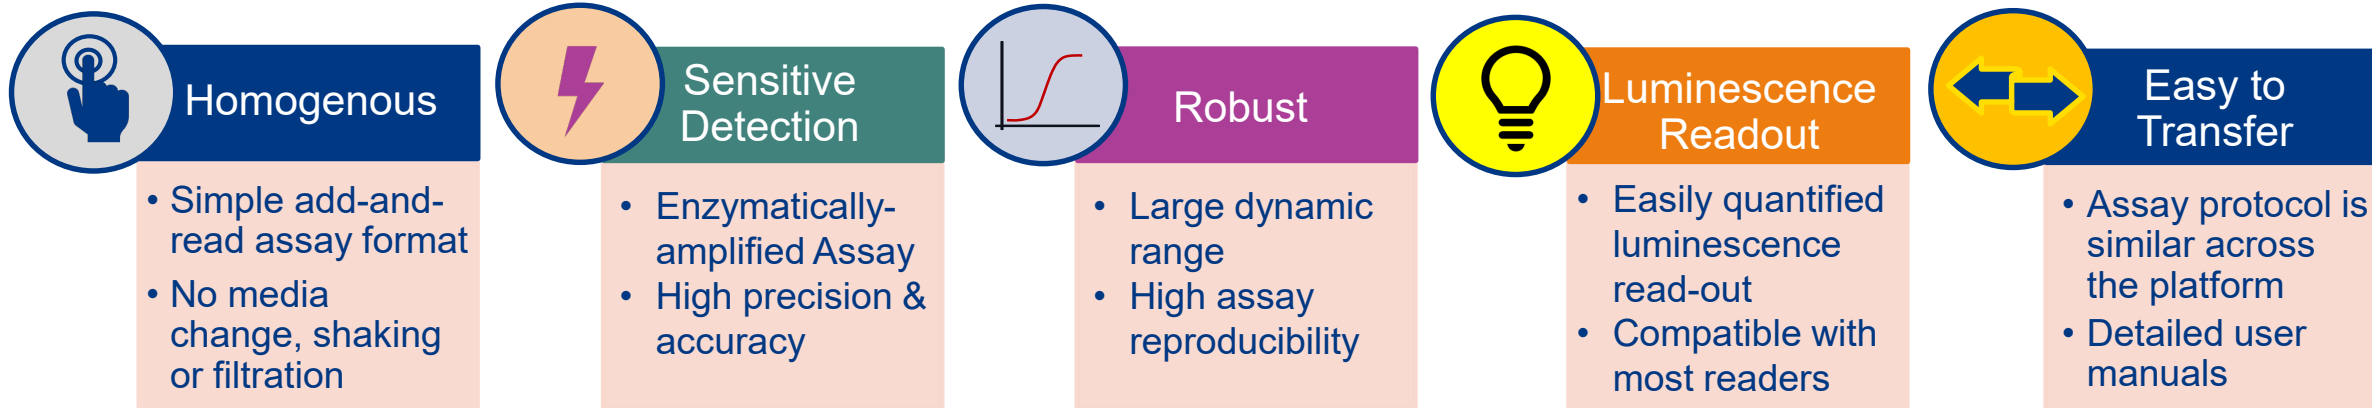 Homogenous
• Simple add-and-
read assay format
• No media
change, shaking
or filtration
Sensitive
Detection
• Enzymatically-
amplified Assay
• High precision &
accuracy
Robust
• Large dynamic
range
• High assay
reproducibility
Luminescence
Readout
• Easily quantified
luminescence
read-out
• Compatible with
most readers
Easy to
Transfer
• Assay protocol is
similar across
the platform
• Detailed user
manuals